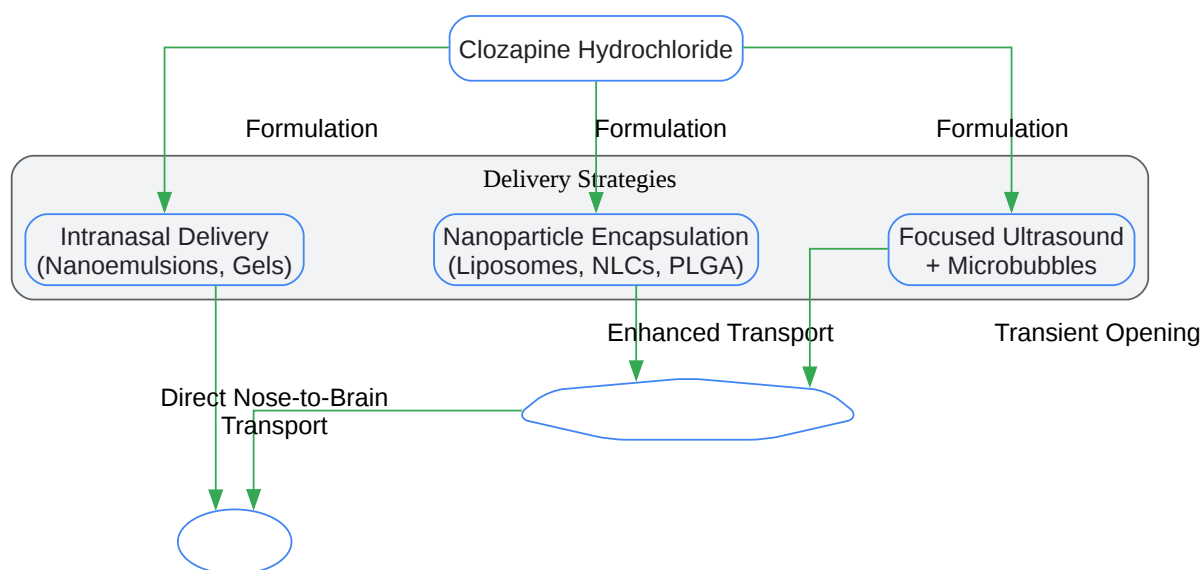 Clozapine Hydrochloride
Formulation
Formulation
Formulation
Delivery Strategies
Intranasal Delivery
(Nanoemulsions, Gels)
Nanoparticle Encapsulation
(Liposomes, NLCs, PLGA)
Focused Ultrasound
+ Microbubbles
Enhanced Transport
Transient Opening
Direct Nose-to-Brain
Transport